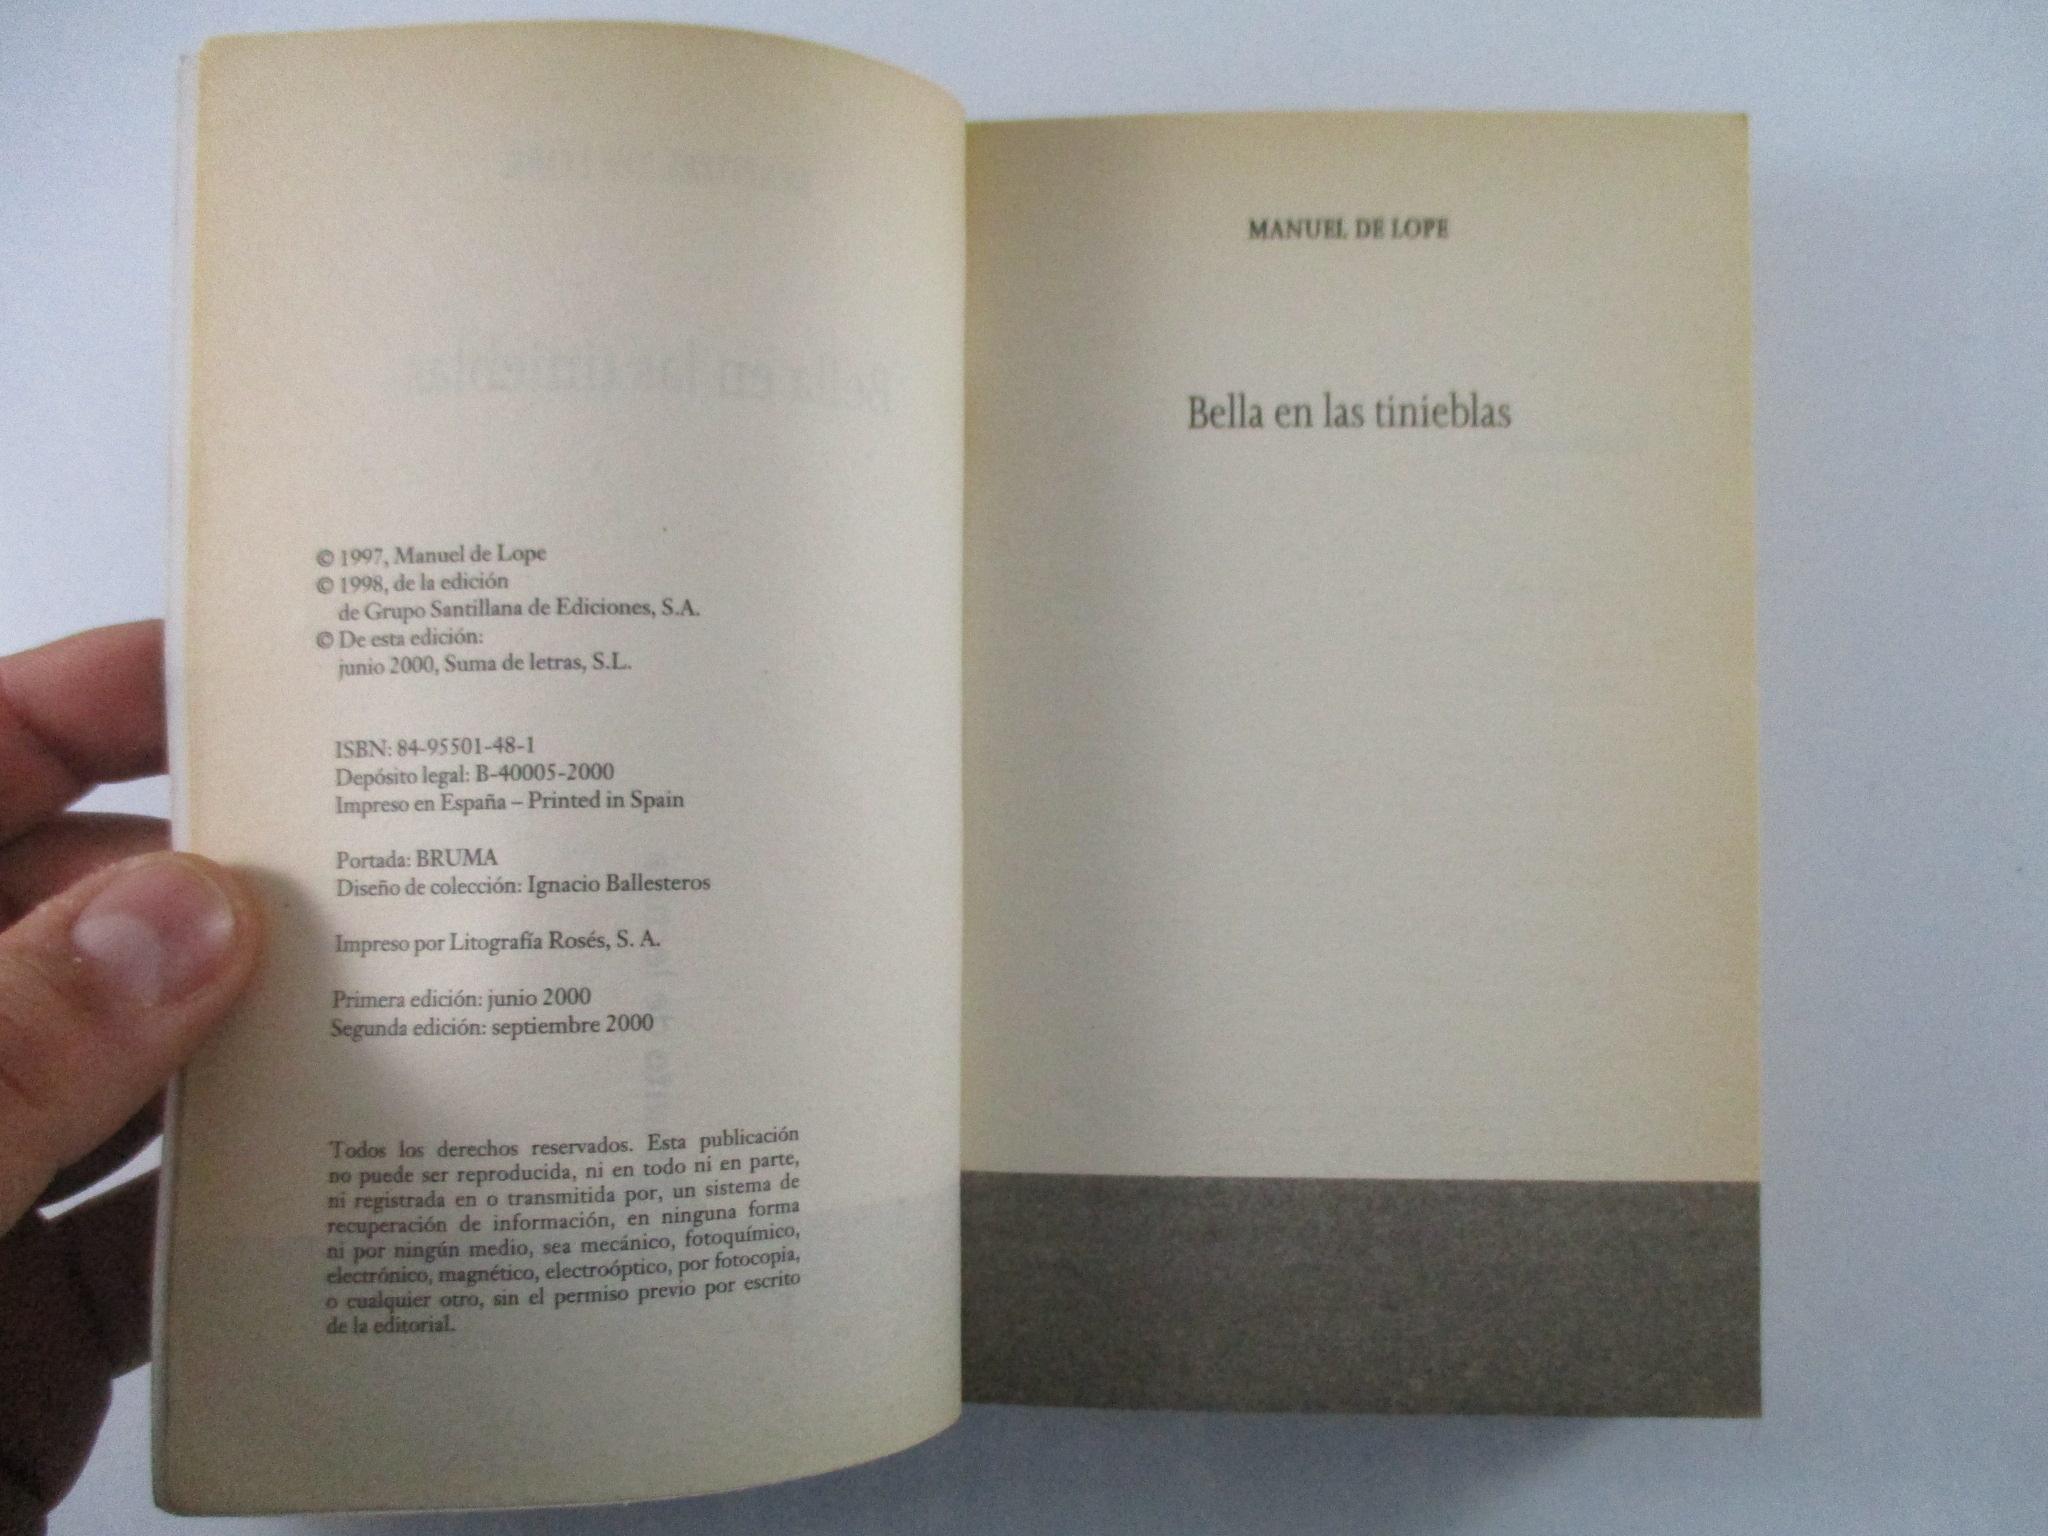 © 1997, Manuel de Lope
© 1998, de la edición
de Grupo Santillana de Ediciones, S.A.
© De esta edición:
junio 2000, Suma de letras, S.L.
ISBN: 84-95501-48-1
Depósito legal: B-40005-2000
Impreso en España – Printed in Spain
Portada: BRUMA
Diseño de colección: Ignacio Ballesteros
Impreso por Litografía Rosés, S. A.
Primera edición: junio 2000
Segunda edición: septiembre 2000
Todos los derechos reservados. Esta publicación
no puede ser reproducida, ni en todo ni en parte,
ni registrada en o transmitida por, un sistema de
recuperación de información, en ninguna forma
ni por ningún medio, sea mecánico, fotoquímico,
electrónico, magnético, electroóptico, por fotocopia,
o cualquier otro, sin el permiso previo por escrito
de la editorial.
MANUEL DE LOPE
Bella en las tinieblas